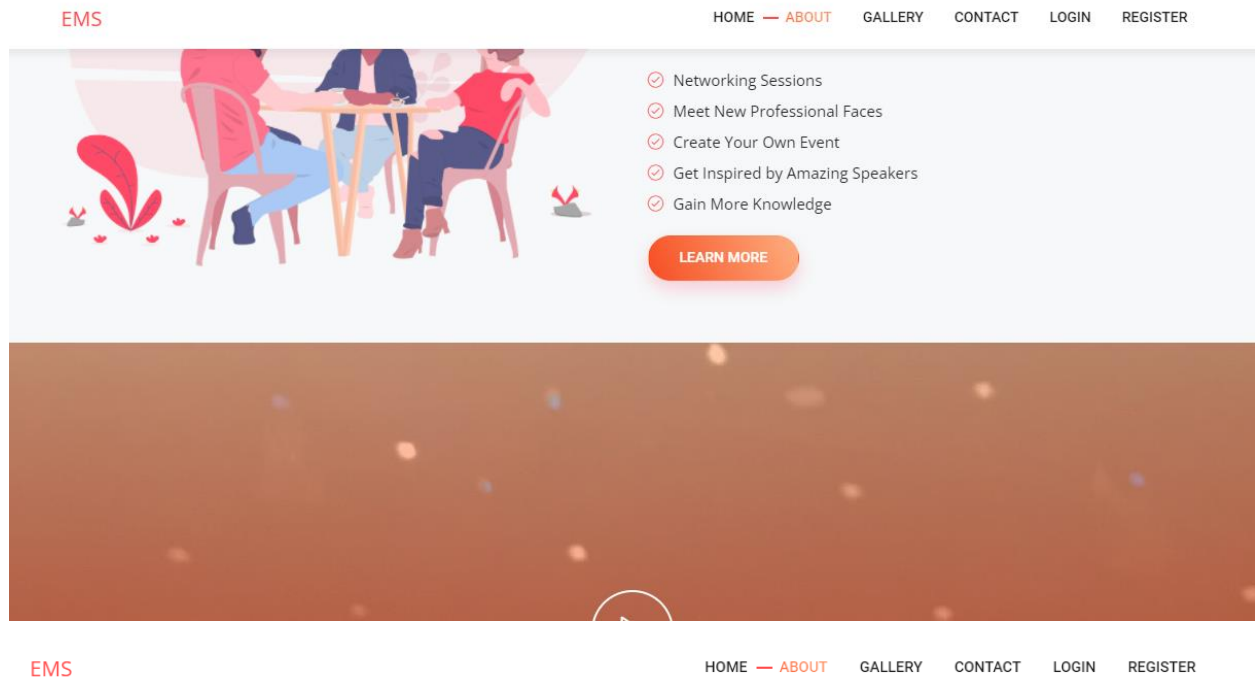 EMS HOME ABOUT GALLERY CONTACT LOGIN REGISTER
Networking Sessions
Meet New Professional Faces
Create Your Own Event
Get Inspired by Amazing Speakers
Gain More Knowledge
LEARN MORE
EMS HOME ABOUT GALLERY CONTACT LOGIN REGISTER